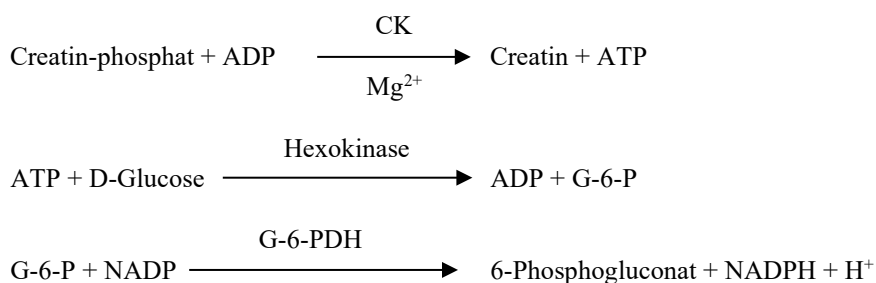 CK
Creatin-phosphat + ADP Creatin + ATP
Mg²⁺
Hexokinase
ATP + D-Glucose ADP + G-6-P
G-6-PDH
G-6-P + NADP 6-Phosphogluconat + NADPH + H⁺